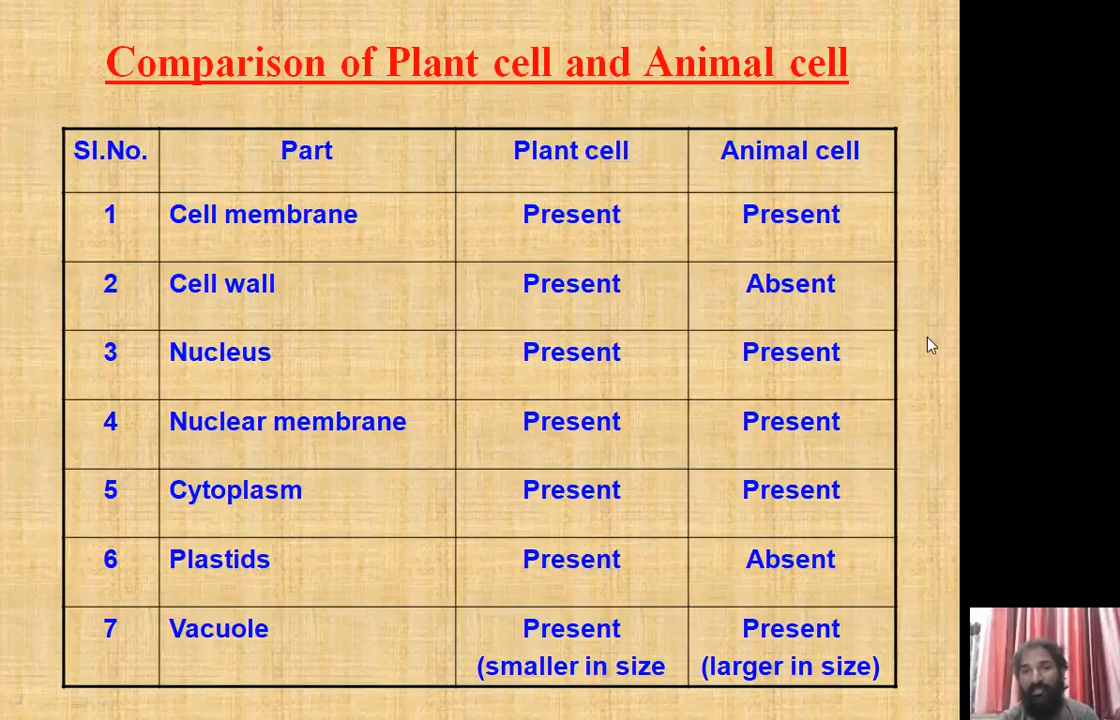 Comparison of Plant cell and Animal cell
Sl.No. Part Plant cell Animal cell
1 Cell membrane Present Present
2 Cell wall Present Absent
3 Nucleus Present Present
4 Nuclear membrane Present Present
5 Cytoplasm Present Present
6 Plastids Present Absent
7 Vacuole Present Present
(smaller in size (larger in size)